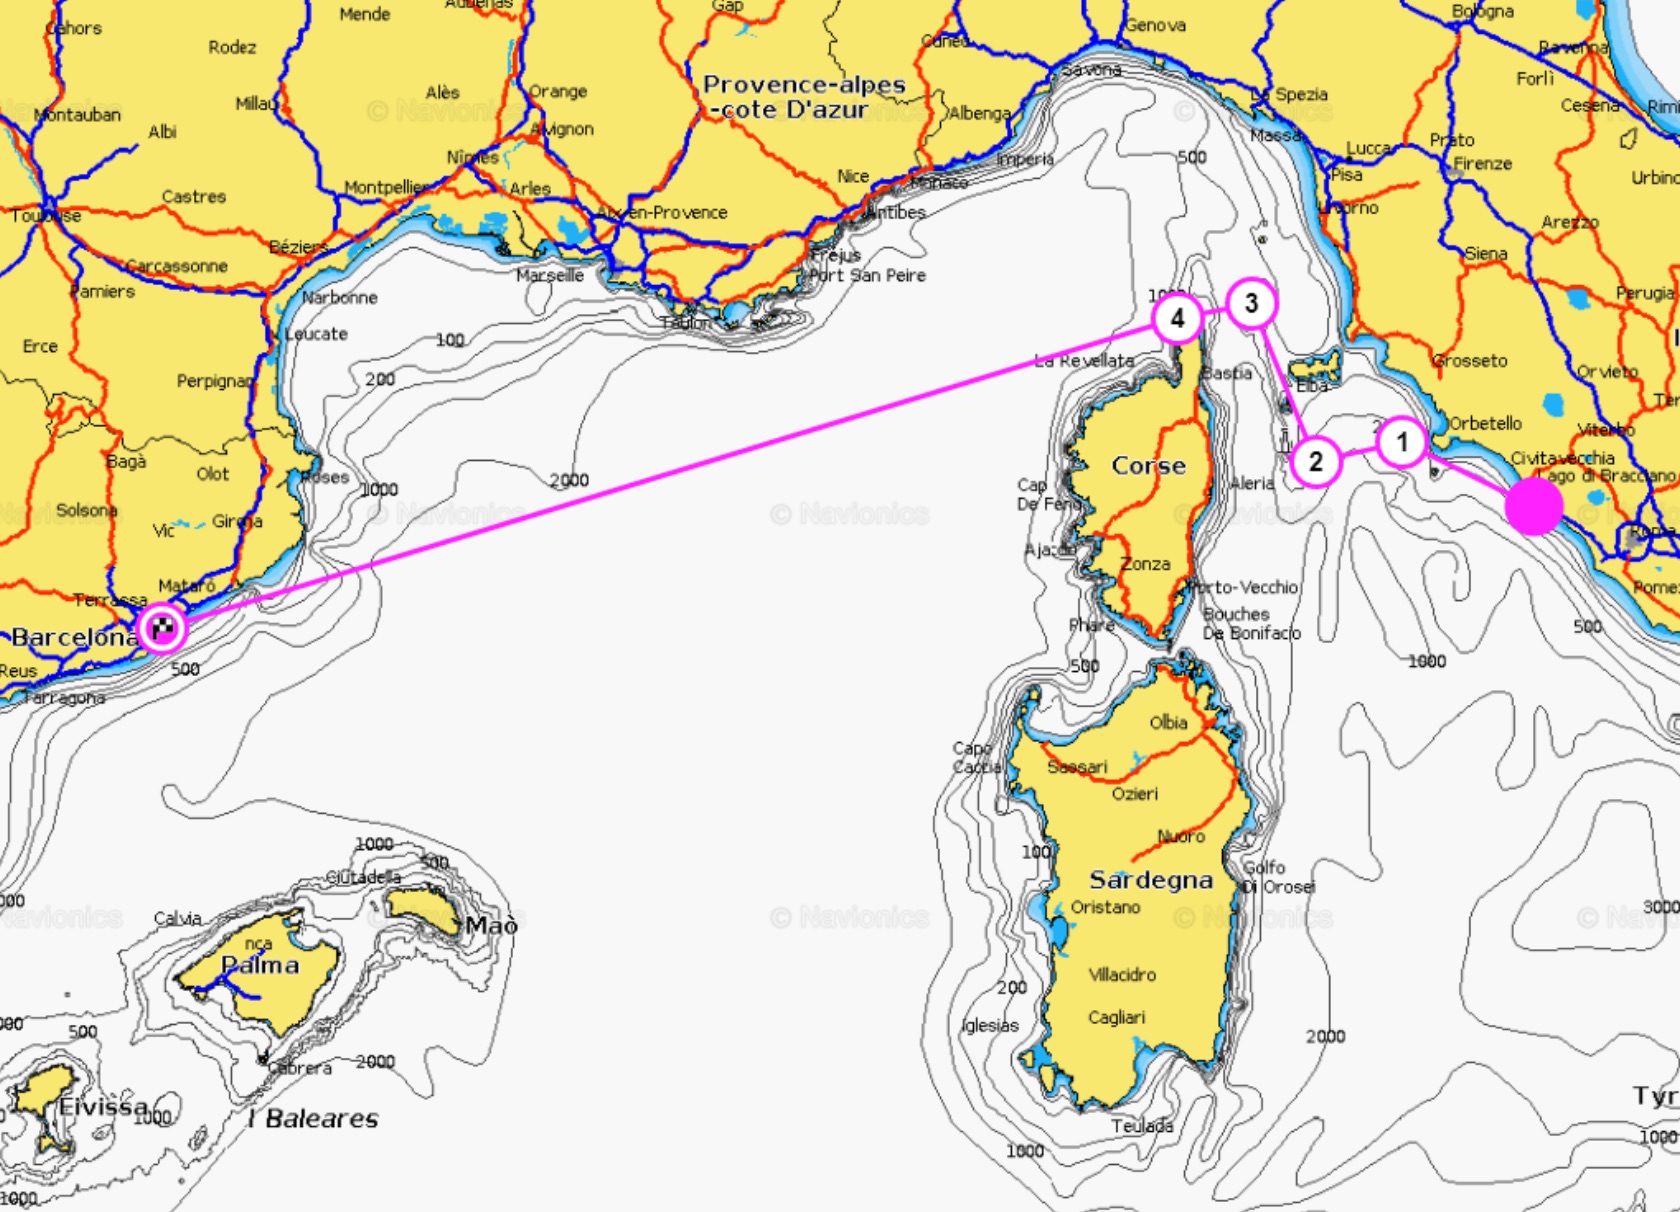 Cahors
Mende
Aubenas
Gap
Cuneo
Genova
Bologna
Rodez
Savona
Ravenna
Forlì
Millau
Alès
Orange
Provence-alpes
-cote D'azur
La Spezia
Cesena
Rimi
© Navionics
© Navionics
Montauban
Albi
Avignon
Albenga
Massa
Prato
Lucca
Firenze
Nîmes
Imperia
500
Pisa
Urbino
Castres
Montpellier
Arles
Nice
Monaco
Toulouse
Aix-en-Provence
Antibes
Livorno
Arezzo
Béziers
Carcassonne
Marseille
Fréjus
Port San Peire
Siena
Pamiers
Narbonne
Perugia
Leucate
Toulon
4
3
Erce
100
La Revellata
Bastia
Elba
Grosseto
Orvieto
Perpignan
200
Ter
Orbetello
Viterbo
1
2
Bagà
Olot
Roses
1000
2000
Corse
Aleria
Civitavecchia
Lago di Bracciano
Cap
De Feno
Solsona
Vic
Girona
© Navionics
© Navionics
© Navionics
Roma
Ajaccio
Zonza
Terrassa
Mataró
Porto-Vecchio
Pomez
Barcelona
Phare
Bouches
De Bonifacio
500
Reus
500
500
1000
Tarragona
Olbia
Capo
Caccia
Sassari
Ozieri
Nuoro
1000
500
Ciutadella
100
Golfo
Di Orosei
Sardegna
Calvia
Maò
Oristano
3000
© Navionics
© Navionics
Palma
Villacidro
200
Cagliari
Iglesias
500
2000
Cabrera
2000
Eivissa
1000
I Baleares
Teulada
Tyr
1000
1000
1000